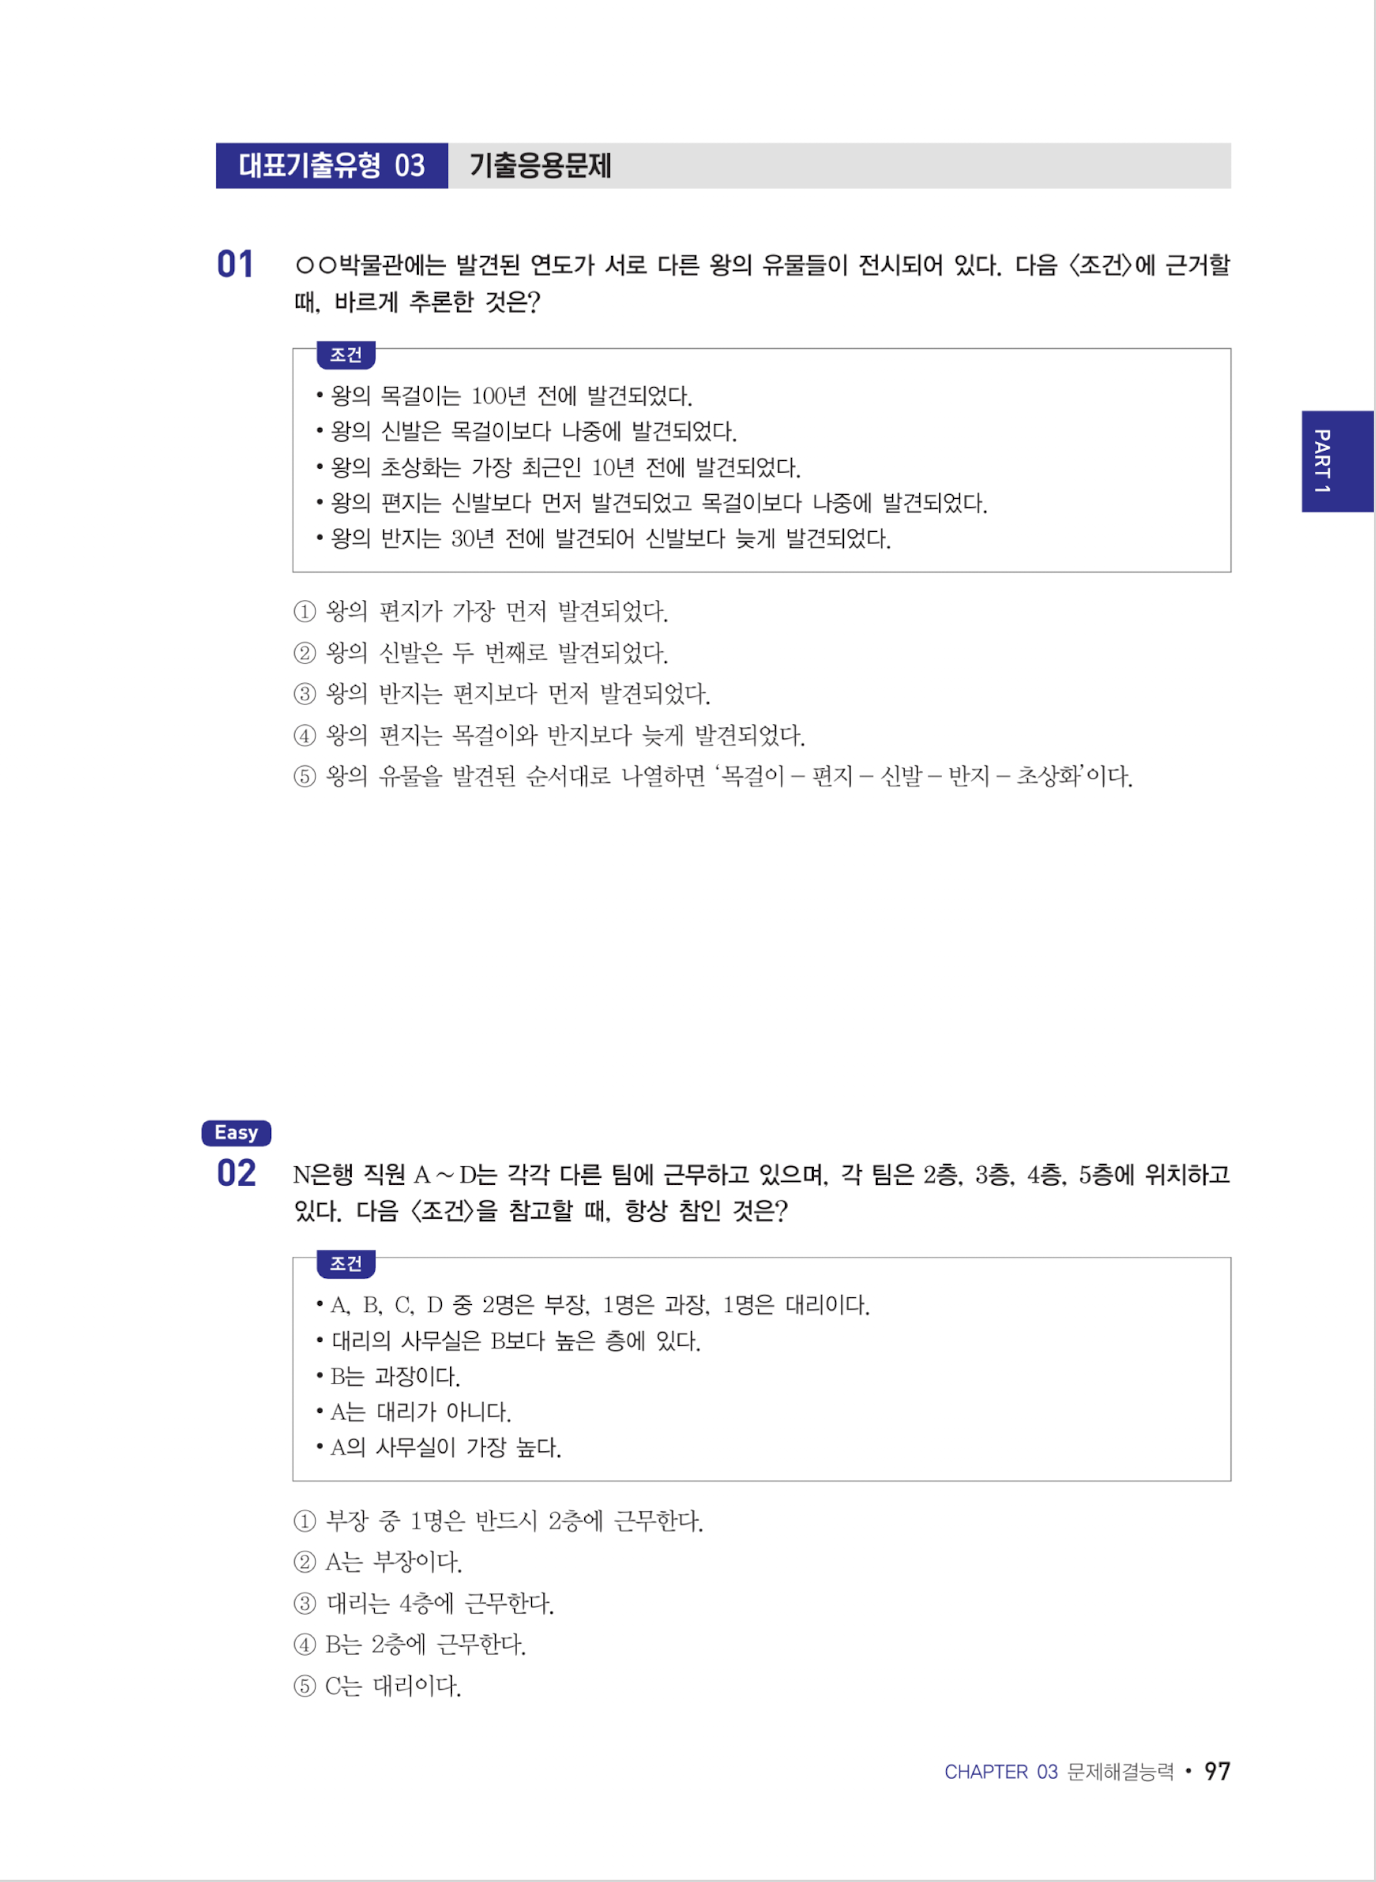 대표기출유형 03 기출응용문제
01 ○○박물관에는 발견된 연도가 서로 다른 왕의 유물들이 전시되어 있다. 다음 〈조건〉에 근거할
때, 바르게 추론한 것은?
조건
• 왕의 목걸이는 100년 전에 발견되었다.
• 왕의 신발은 목걸이보다 나중에 발견되었다.
• 왕의 초상화는 가장 최근인 10년 전에 발견되었다.
• 왕의 편지는 신발보다 먼저 발견되었고 목걸이보다 나중에 발견되었다.
• 왕의 반지는 30년 전에 발견되어 신발보다 늦게 발견되었다.
PART 1
① 왕의 편지가 가장 먼저 발견되었다.
② 왕의 신발은 두 번째로 발견되었다.
③ 왕의 반지는 편지보다 먼저 발견되었다.
④ 왕의 편지는 목걸이와 반지보다 늦게 발견되었다.
⑤ 왕의 유물을 발견된 순서대로 나열하면 ‘목걸이 – 편지 – 신발 – 반지 – 초상화’이다.
Easy
02 N은행 직원 A ~ D는 각각 다른 팀에 근무하고 있으며, 각 팀은 2층, 3층, 4층, 5층에 위치하고
있다. 다음 〈조건〉을 참고할 때, 항상 참인 것은?
조건
• A, B, C, D 중 2명은 부장, 1명은 과장, 1명은 대리이다.
• 대리의 사무실은 B보다 높은 층에 있다.
• B는 과장이다.
• A는 대리가 아니다.
• A의 사무실이 가장 높다.
① 부장 중 1명은 반드시 2층에 근무한다.
② A는 부장이다.
③ 대리는 4층에 근무한다.
④ B는 2층에 근무한다.
⑤ C는 대리이다.
CHAPTER 03 문제해결능력 • 97